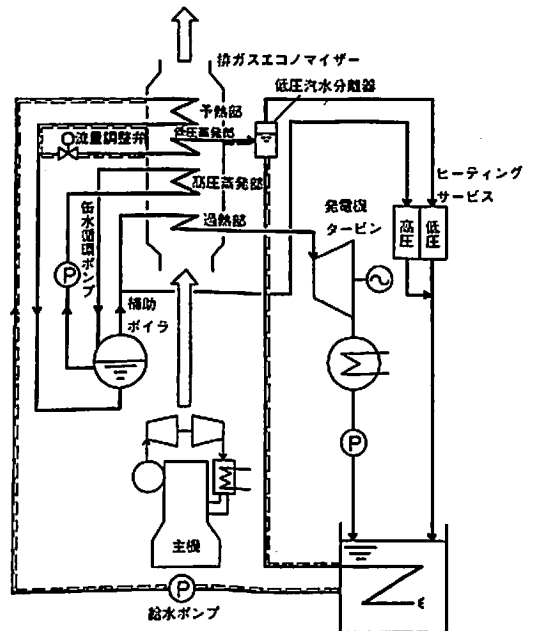 排ガスエコノマイザー
低圧汽水分離器
予熱部
流量調整弁
低圧蒸発部
高圧蒸発部
過熱部
缶水循環ポンプ
P
補助
ボイラ
発電機
タービン
ヒーティング
サービス
高圧
低圧
P
主機
P
給水ポンプ